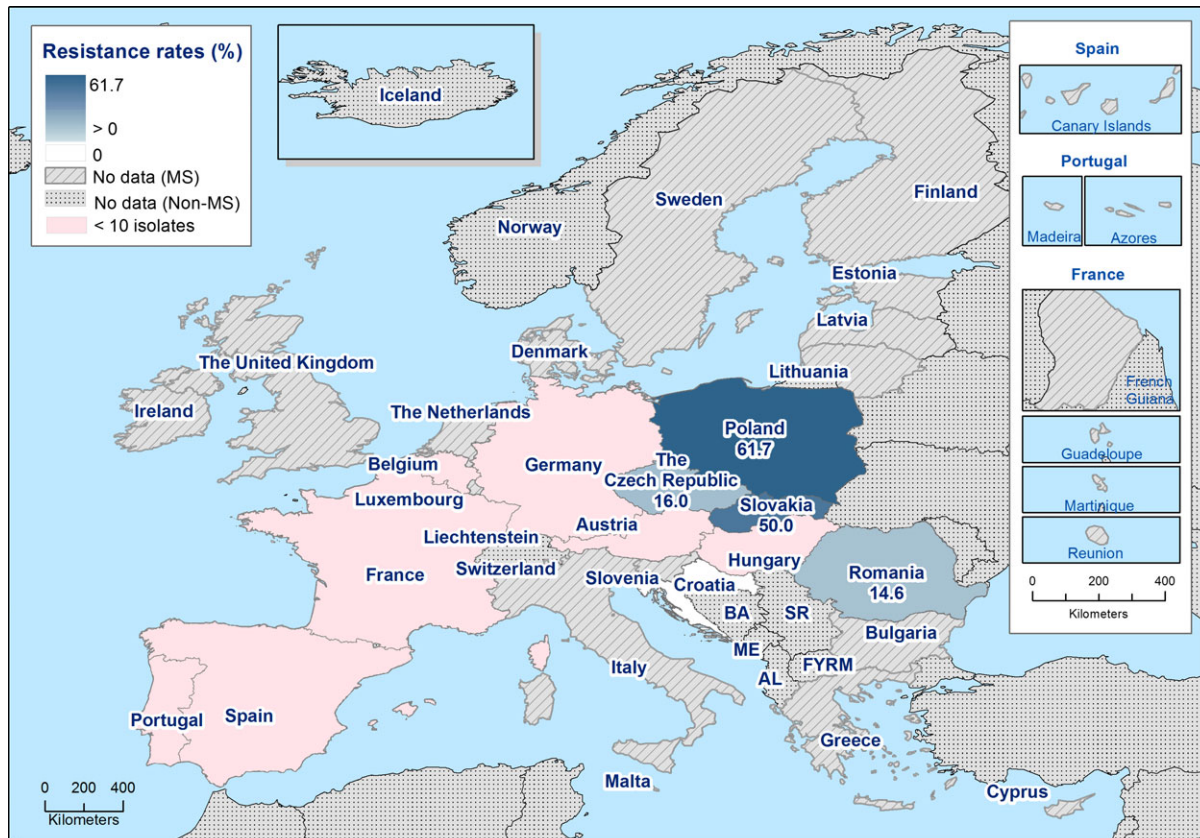 Resistance rates (%)
61.7
> 0
0
No data (MS)
No data (Non-MS)
< 10 isolates
Iceland
Norway
Sweden
Finland
Estonia
Latvia
Lithuania
Denmark
The United Kingdom
Ireland
The Netherlands
Belgium
Luxembourg
Germany
Poland
61.7
The
Czech Republic
16.0
Slovakia
50.0
Austria
Liechtenstein
Switzerland
France
Hungary
Slovenia
Croatia
Romania
14.6
BA
SR
Bulgaria
ME
FYRM
AL
Italy
Portugal
Spain
Greece
Malta
Cyprus
0 200 400
Kilometers
Spain
Canary Islands
Portugal
Madeira
Azores
France
French
Guiana
Guadeloupe
Martinique
Reunion
0 200 400
Kilometers